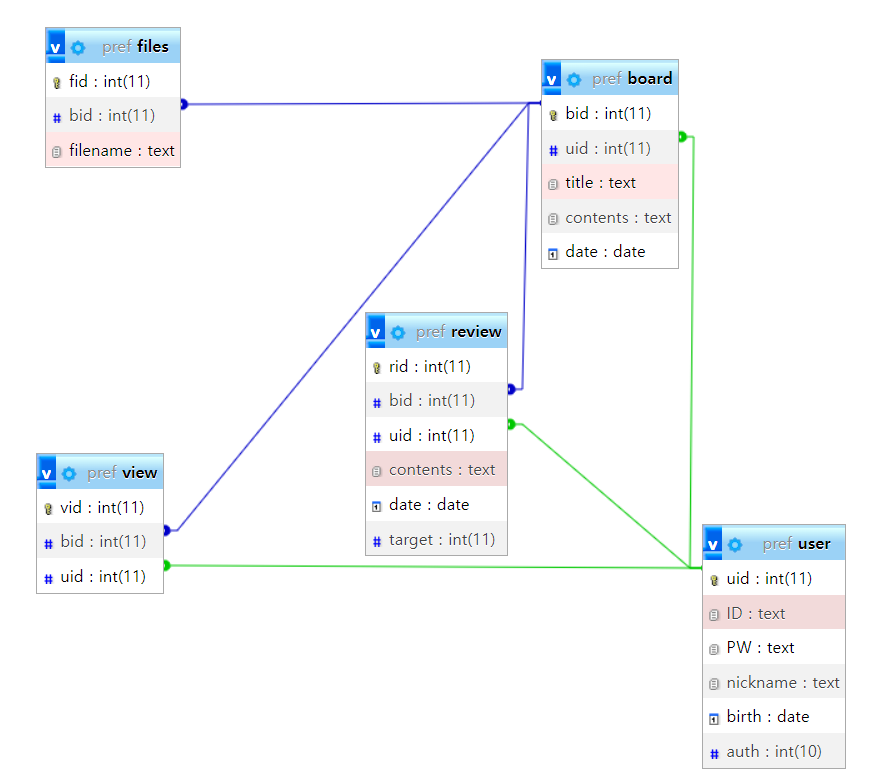 v pref files
fid : int(11)
# bid : int(11)
filename : text
v pref board
bid : int(11)
# uid : int(11)
title : text
contents : text
1 date : date
v pref review
rid : int(11)
# bid : int(11)
# uid : int(11)
contents : text
1 date : date
# target : int(11)
v pref view
vid : int(11)
# bid : int(11)
# uid : int(11)
v pref user
uid : int(11)
ID : text
PW : text
nickname : text
1 birth : date
# auth : int(10)